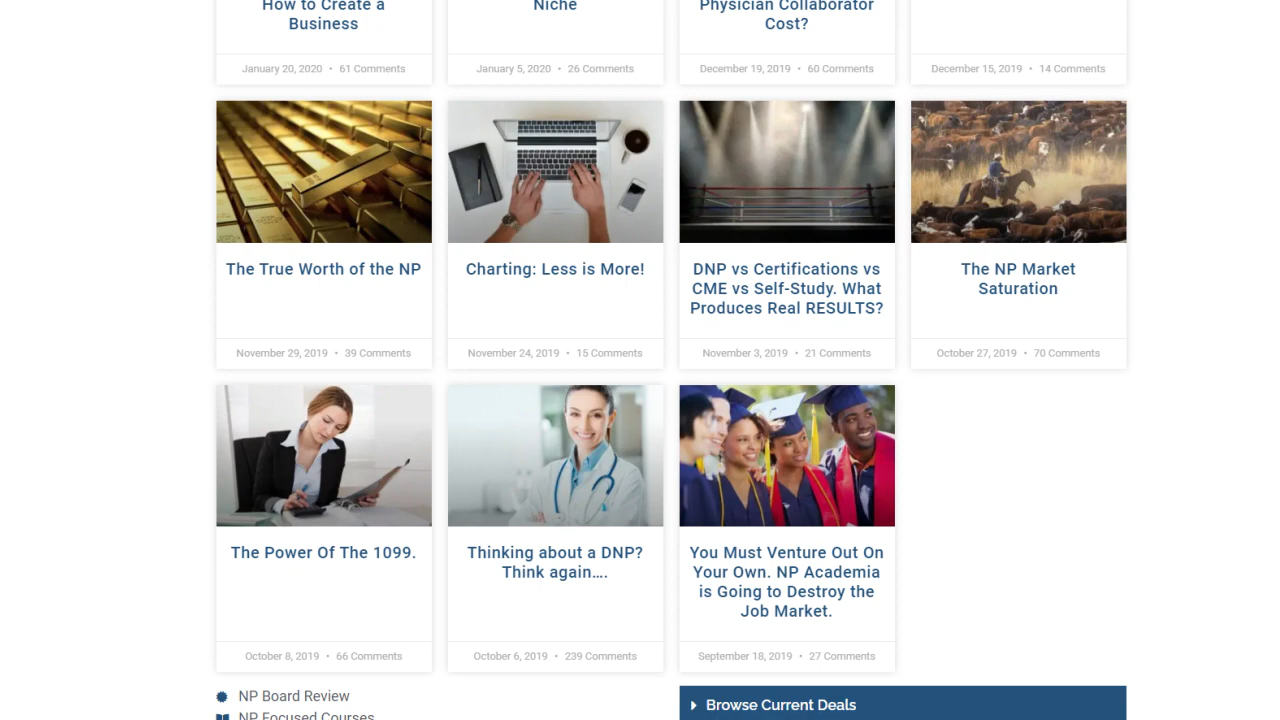 How to Create a
Business
January 20, 2020 • 61 Comments
Niche
January 5, 2020 • 26 Comments
Physician Collaborator
Cost?
December 19, 2019 • 60 Comments
December 15, 2019 • 14 Comments
The True Worth of the NP
November 29, 2019 • 39 Comments
Charting: Less is More!
November 24, 2019 • 15 Comments
DNP vs Certifications vs
CME vs Self-Study. What
Produces Real RESULTS?
November 3, 2019 • 21 Comments
The NP Market
Saturation
October 27, 2019 • 70 Comments
The Power Of The 1099.
October 8, 2019 • 66 Comments
Thinking about a DNP?
Think again....
October 6, 2019 • 239 Comments
You Must Venture Out On
Your Own. NP Academia
is Going to Destroy the
Job Market.
September 18, 2019 • 27 Comments
NP Board Review
NP Focused Courses
Browse Current Deals